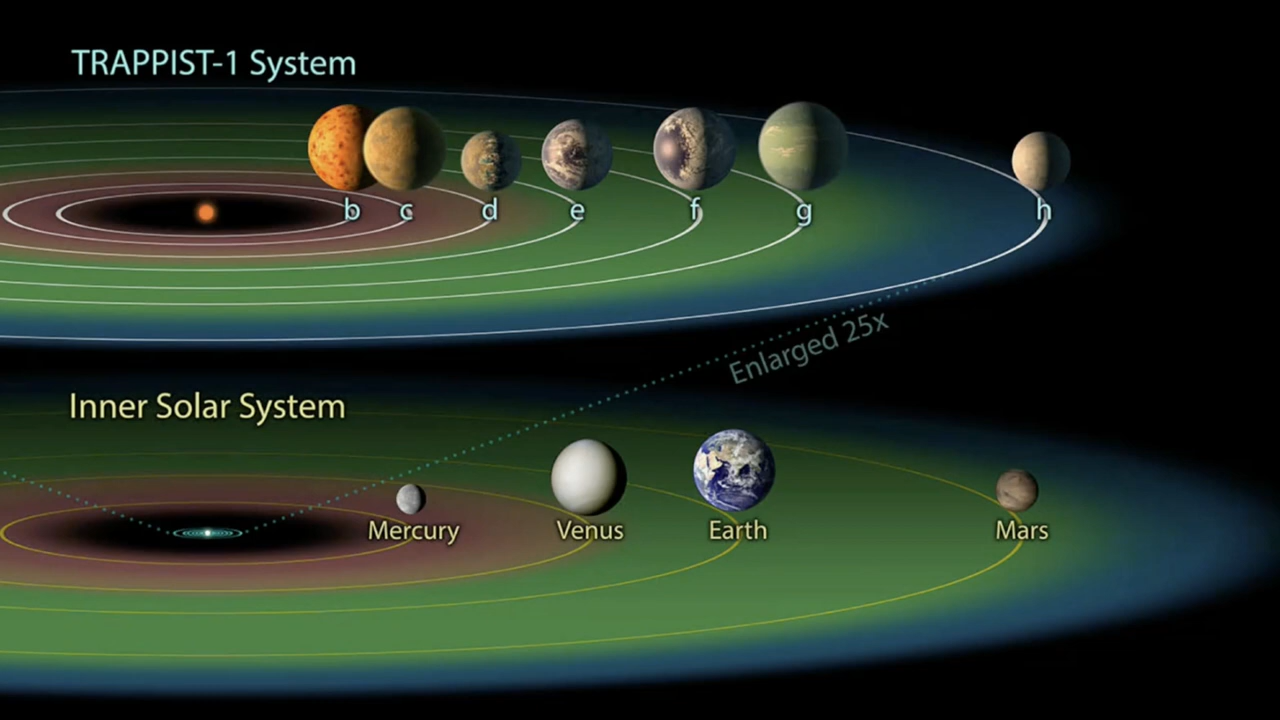 TRAPPIST-1 System
b c d e f g h
Enlarged 25x
Inner Solar System
Mercury Venus Earth Mars